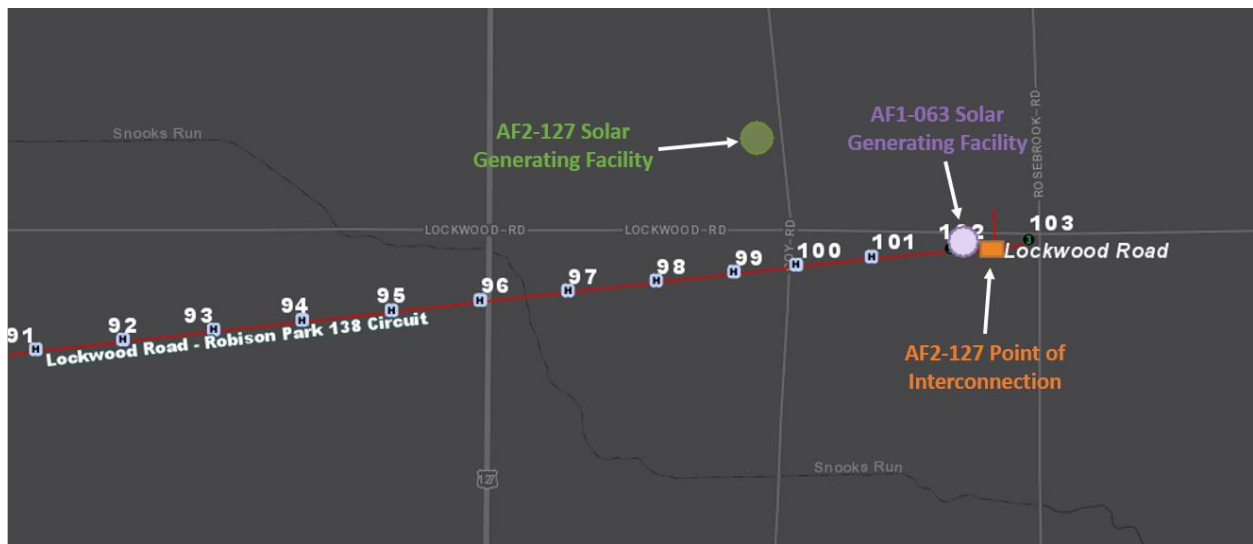 Snooks Run
AF2-127 Solar
Generating Facility
AF1-063 Solar
Generating Facility
ROSEBROOK-RD
LOCKWOOD-RD
LOCKWOOD-RD
103
102
Lockwood Road
101
100
99
98
97
96
95
94
93
92
91
Lockwood Road - Robison Park 138 Circuit
AF2-127 Point of
Interconnection
Snooks Run
127
3
H
H
H
H
H
H
H
H
H
H
H